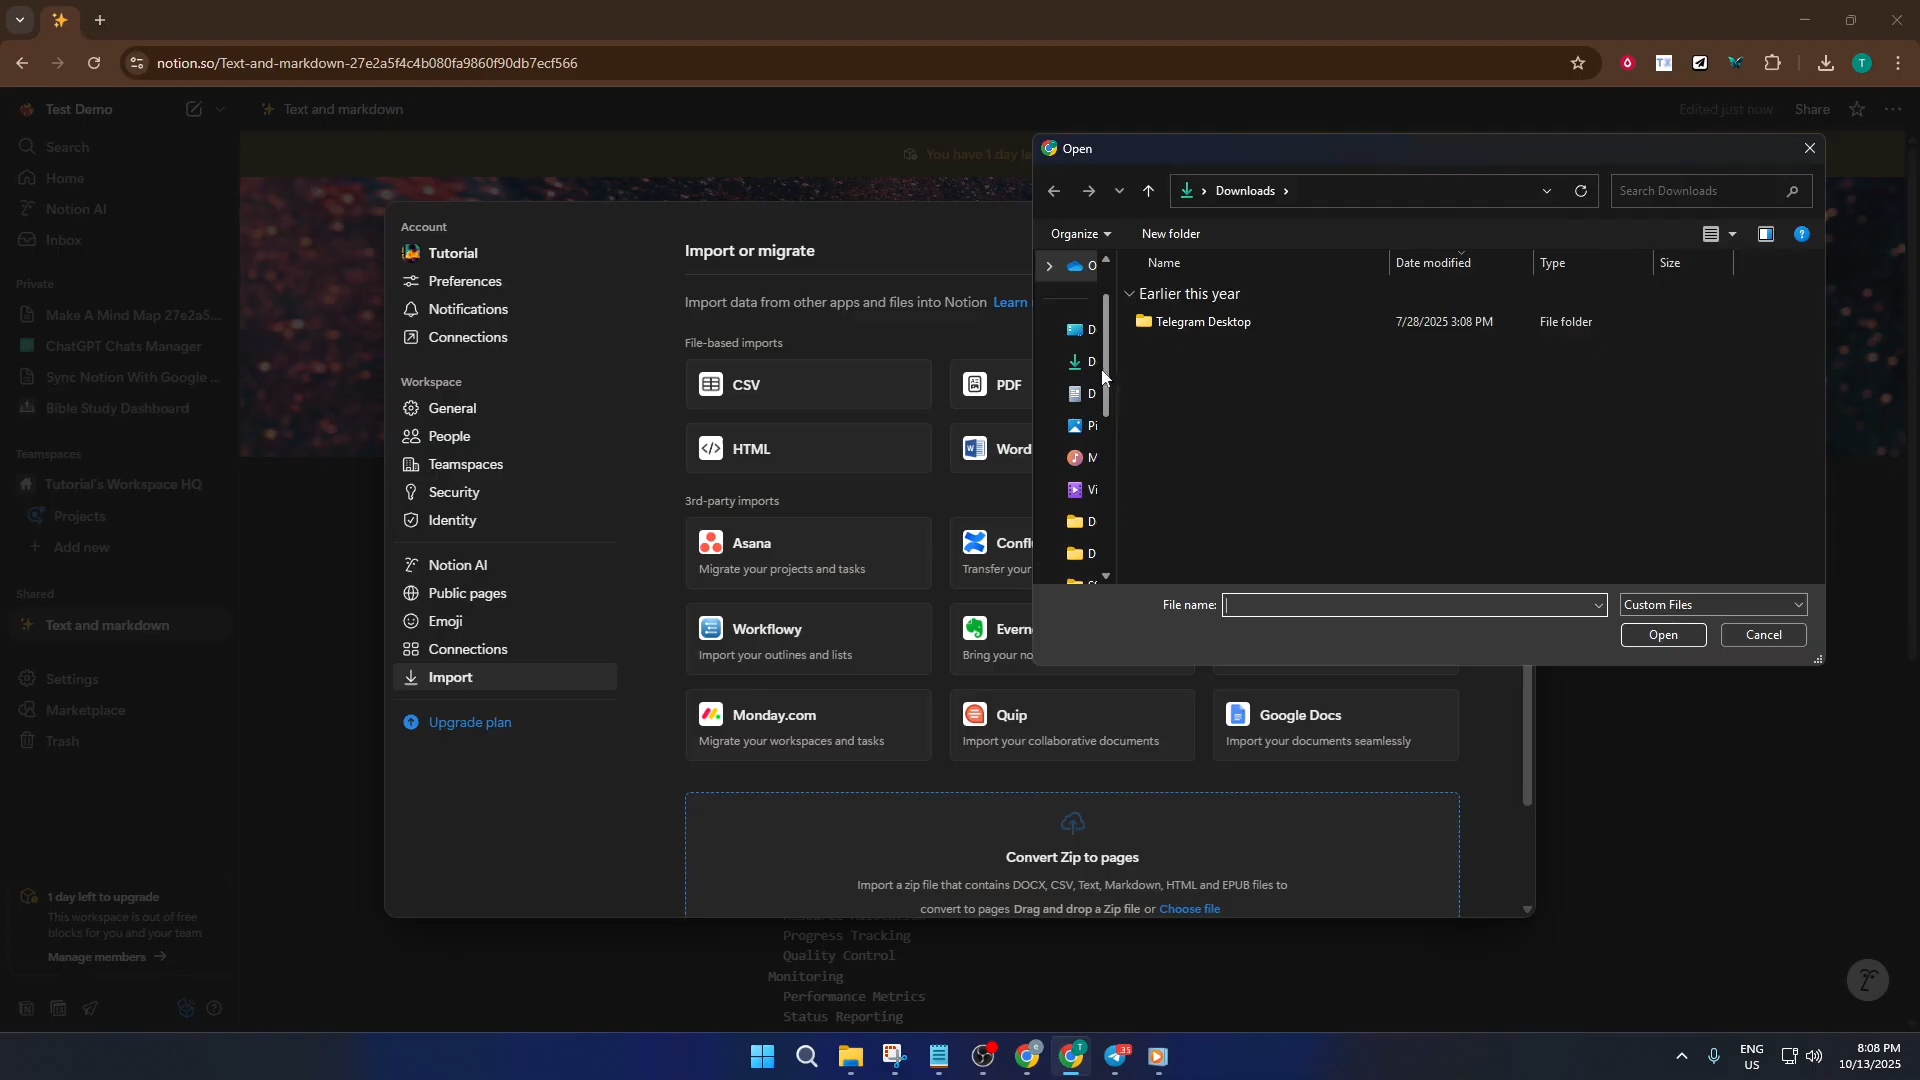 notion.so/Text-and-markdown-27e2a5f4c4b080fa9860f90db7ecf566
Test Demo
Text and markdown
Edited just now
Share
Search
Home
Notion AI
Inbox
Private
Make A Mind Map 27e2a5...
ChatGPT Chats Manager
Sync Notion With Google ...
Bible Study Dashboard
Teamspaces
Tutorial's Workspace HQ
Projects
Add new
Shared
Text and markdown
Settings
Marketplace
Trash
1 day left to upgrade
This workspace is out of free
blocks for you and your team
Manage members
You have 1 day le
Account
Tutorial
Preferences
Notifications
Connections
Workspace
General
People
Teamspaces
Security
Identity
Notion AI
Public pages
Emoji
Connections
Import
Upgrade plan
Import or migrate
Import data from other apps and files into Notion Learn
File-based imports
CSV
PDF
HTML
Word
3rd-party imports
Asana
Migrate your projects and tasks
Confl
Transfer your
Workflowy
Import your outlines and lists
Evern
Bring your no
Monday.com
Migrate your workspaces and tasks
Quip
Import your collaborative documents
Google Docs
Import your documents seamlessly
Convert Zip to pages
Import a zip file that contains DOCX, CSV, Text, Markdown, HTML and EPUB files to
convert to pages Drag and drop a Zip file or Choose file
Progress Tracking
Quality Control
Monitoring
Performance Metrics
Status Reporting
Open
Downloads
Search Downloads
Organize
New folder
Name
Date modified
Type
Size
Earlier this year
Telegram Desktop
7/28/2025 3:08 PM
File folder
O
D
D
D
Pi
M
Vi
D
D
File name:
Custom Files
Open
Cancel
35
ENG
US
8:08 PM
10/13/2025